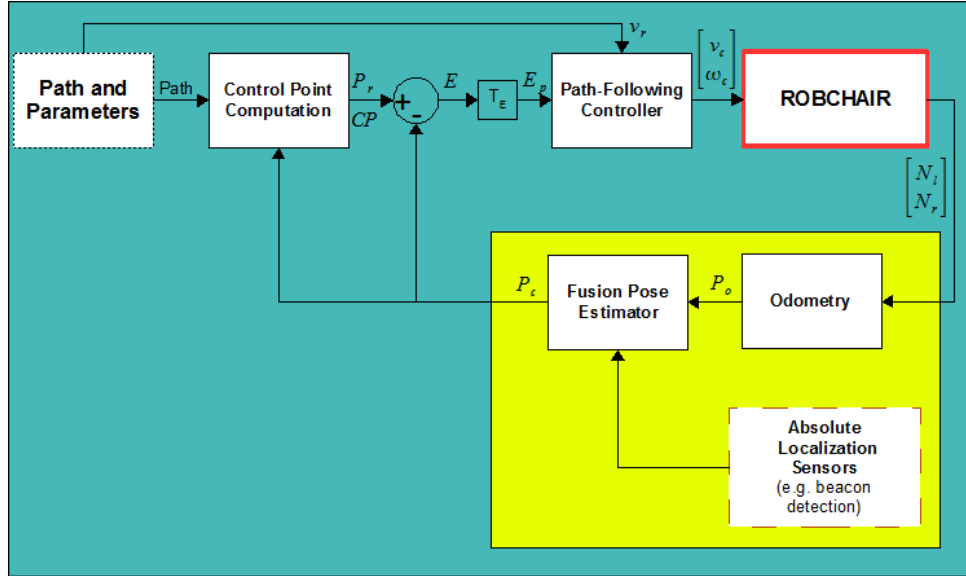 v_r
Path and
Parameters
Path
Control Point
Computation
P_r
CP
+
-
E
T_E
E_p
Path-Following
Controller
[v_c
ω_c]
ROBCHAIR
[N_l
N_r]
P_c
Fusion Pose
Estimator
P_o
Odometry
Absolute
Localization
Sensors
(e.g. beacon
detection)